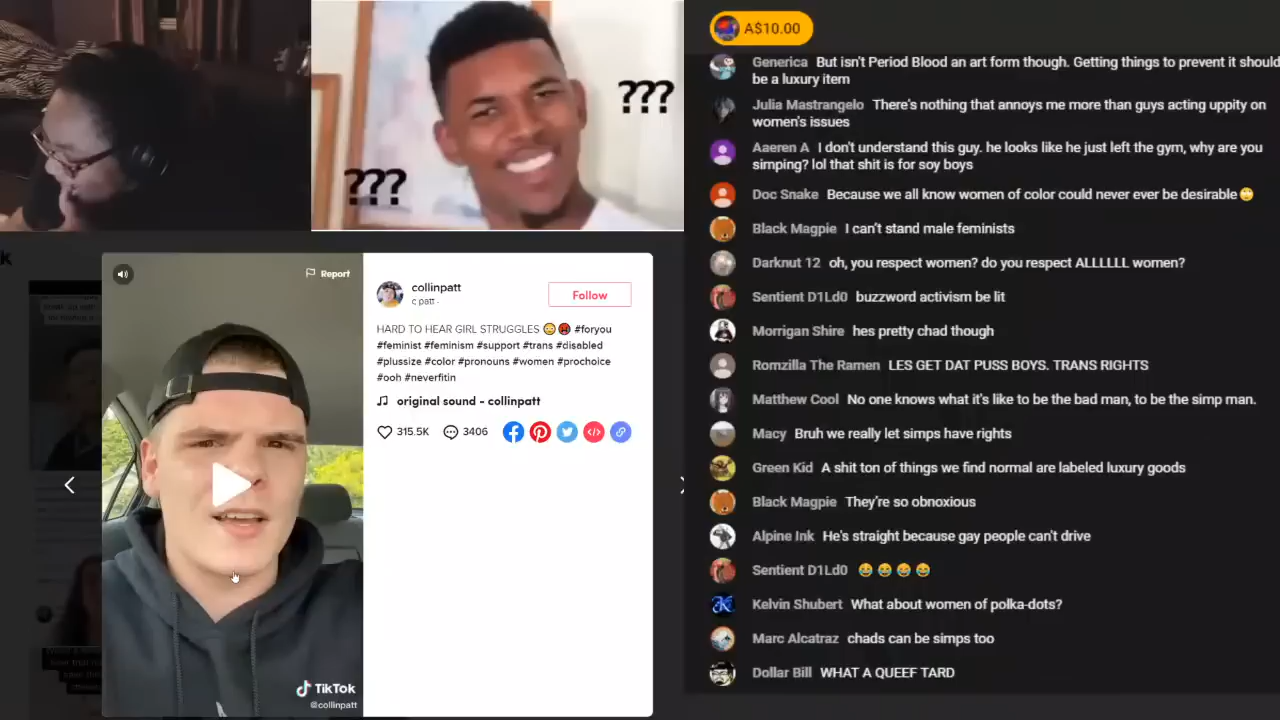 ???
???
k
Report
collinpatt
c patt ·
Follow
HARD TO HEAR GIRL STRUGGLES 😳😡 #foryou
#feminist #feminism #support #trans #disabled
#plussize #color #pronouns #women #prochoice
#ooh #neverfitin
original sound - collinpatt
315.5K 3406
TikTok
@collinpatt
A$10.00
Generica But isn't Period Blood an art form though. Getting things to prevent it should
be a luxury item
Julia Mastrangelo There's nothing that annoys me more than guys acting uppity on
women's issues
Aaeren A I don't understand this guy. he looks like he just left the gym, why are you
simping? lol that shit is for soy boys
Doc Snake Because we all know women of color could never ever be desirable🙄
Black Magpie I can't stand male feminists
Darknut 12 oh, you respect women? do you respect ALLLLLL women?
Sentient D1Ld0 buzzword activism be lit
Morrigan Shire hes pretty chad though
Romzilla The Ramen LES GET DAT PUSS BOYS. TRANS RIGHTS
Matthew Cool No one knows what it's like to be the bad man, to be the simp man.
Macy Bruh we really let simps have rights
Green Kid A shit ton of things we find normal are labeled luxury goods
Black Magpie They're so obnoxious
Alpine Ink He's straight because gay people can't drive
Sentient D1Ld0 😂😂😂😂
Kelvin Shubert What about women of polka-dots?
Marc Alcatraz chads can be simps too
Dollar Bill WHAT A QUEEF TARD